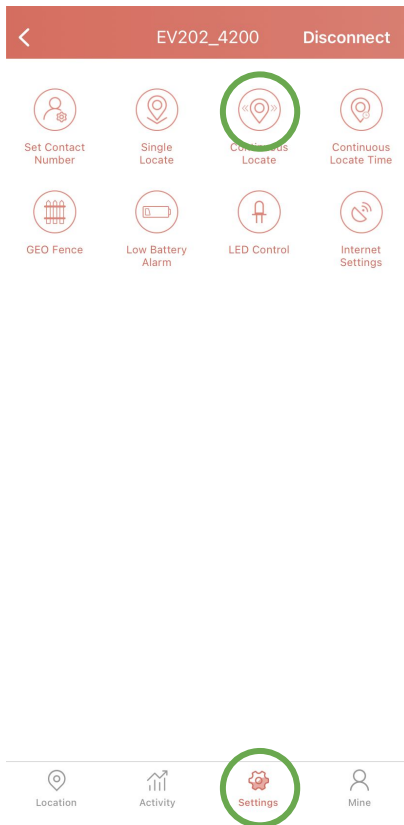 EV202_4200 Disconnect
Set Contact Number
Single Locate
Continuous Locate
Continuous Locate Time
GEO Fence
Low Battery Alarm
LED Control
Internet Settings
Location
Activity
Settings
Mine